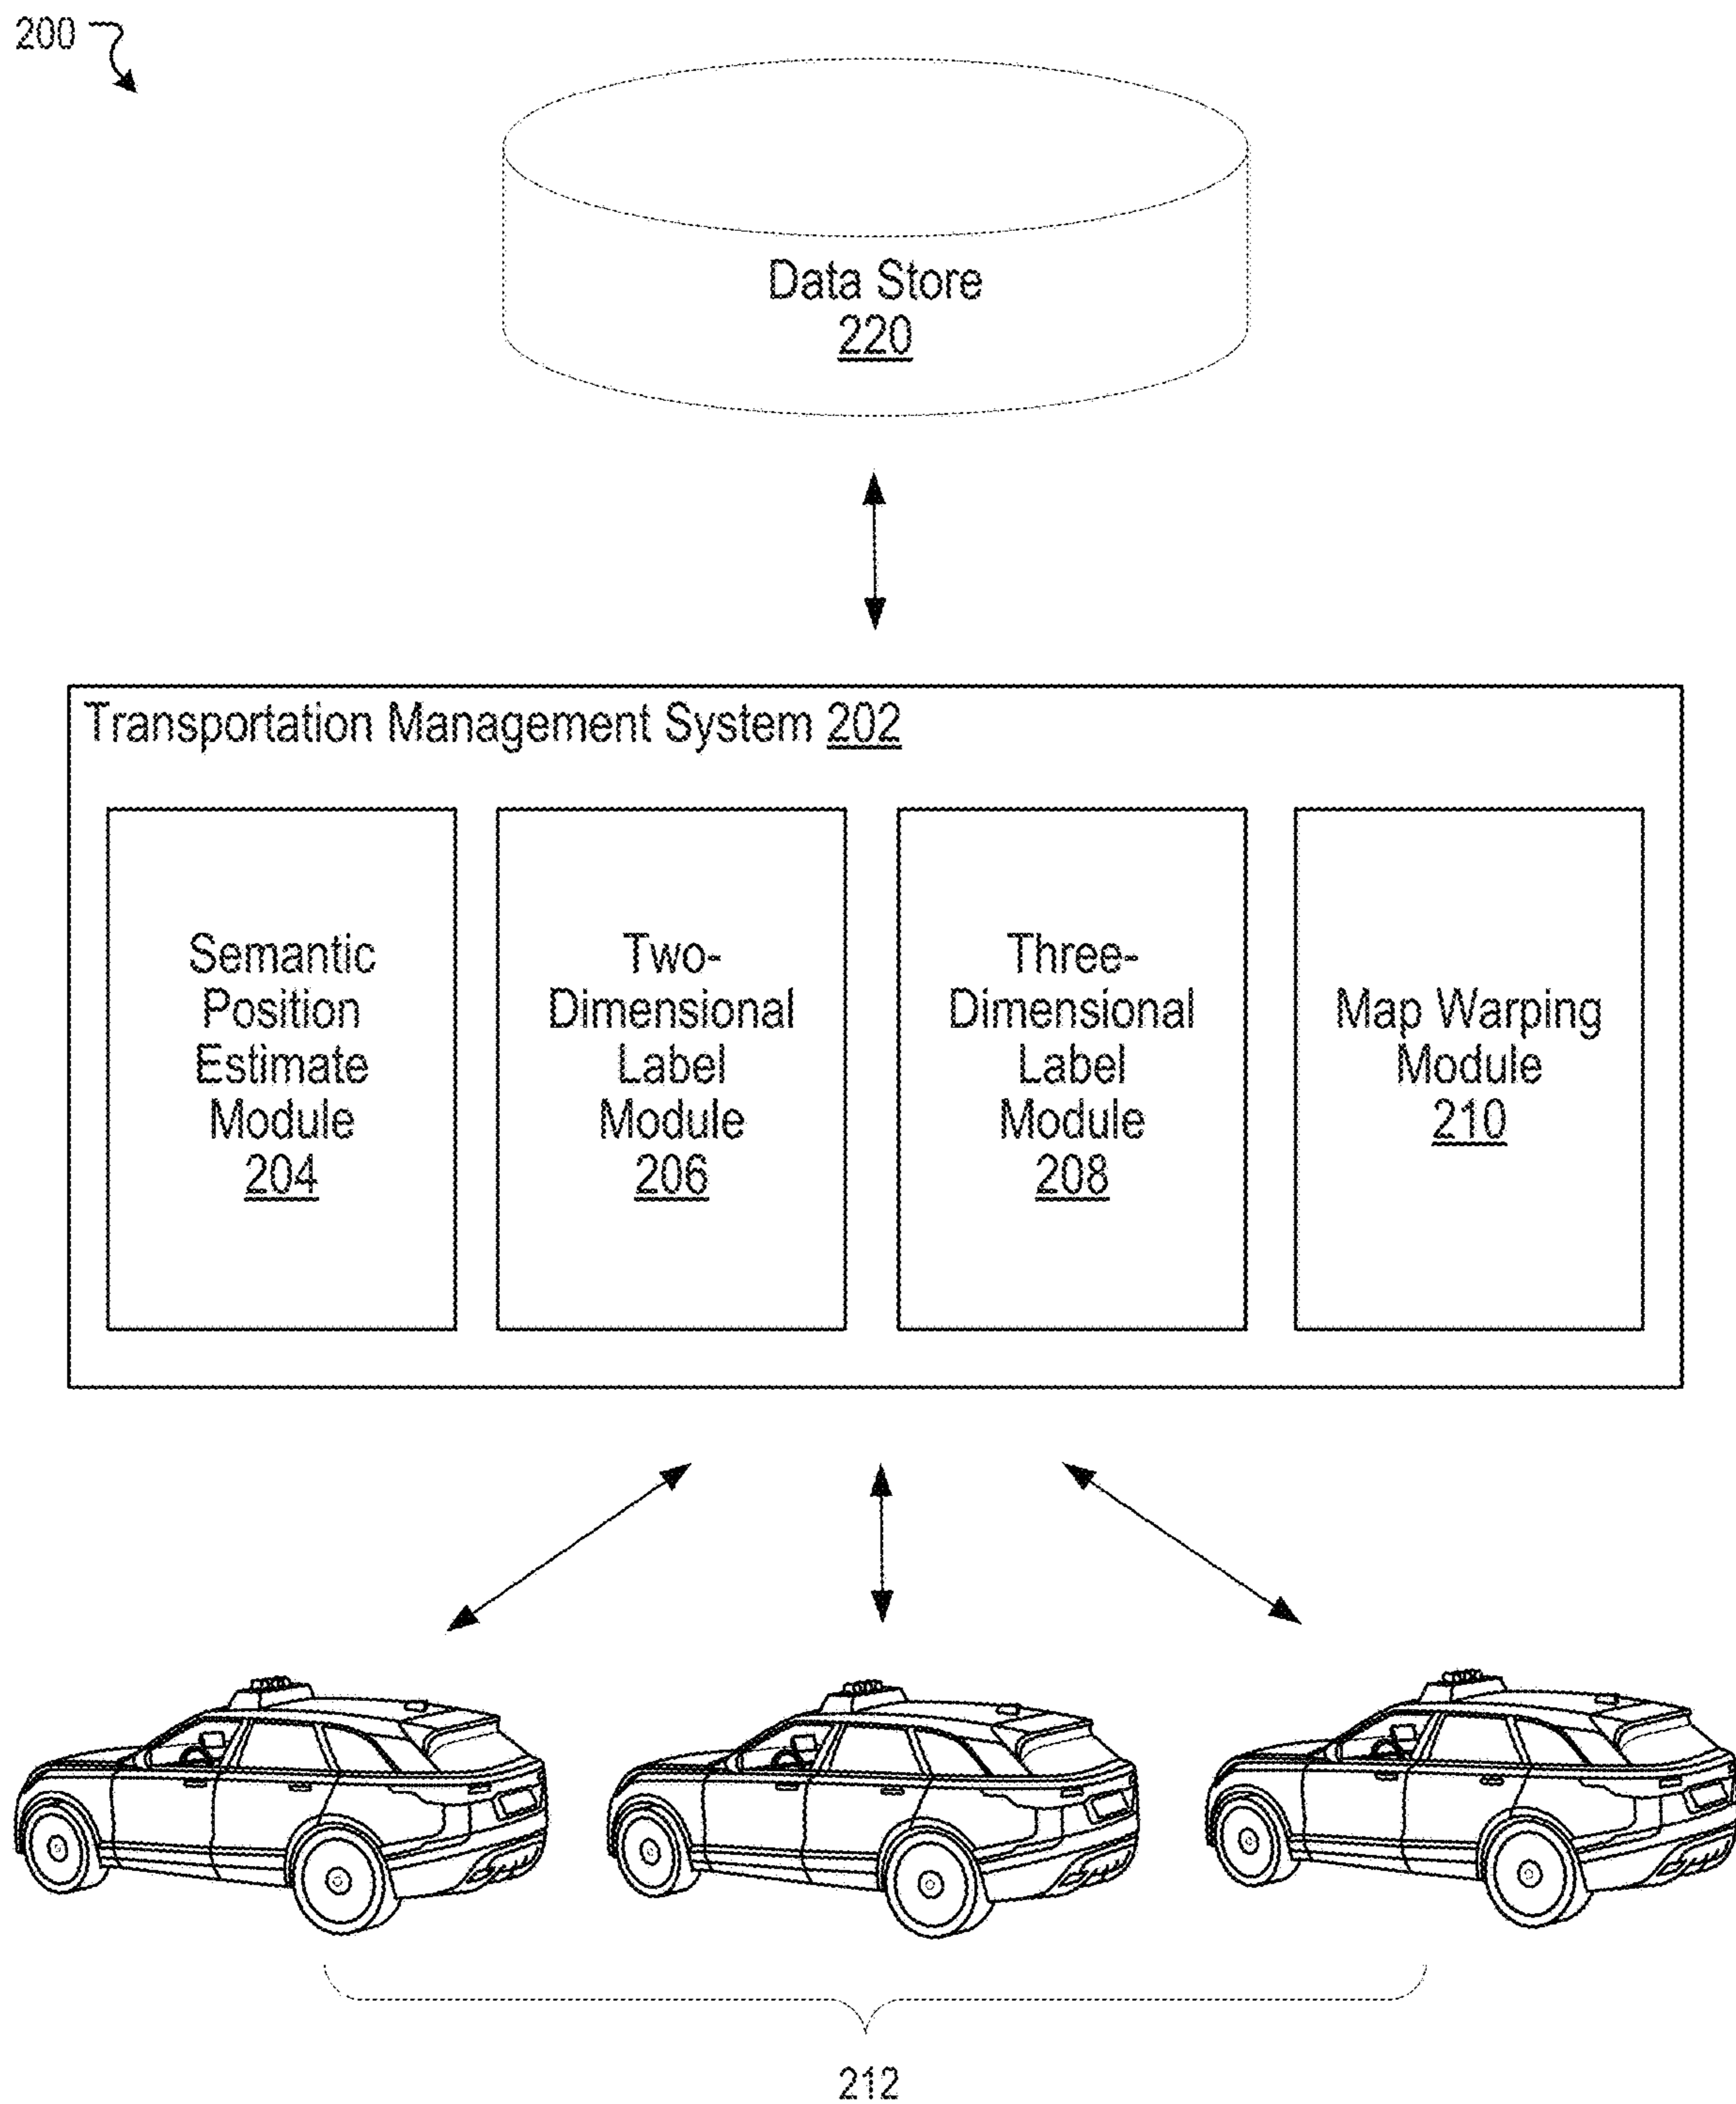 200
Data Store
220
Transportation Management System 202
Semantic
Position
Estimate
Module
204
Two-
Dimensional
Label
Module
206
Three-
Dimensional
Label
Module
208
Map Warping
Module
210
212